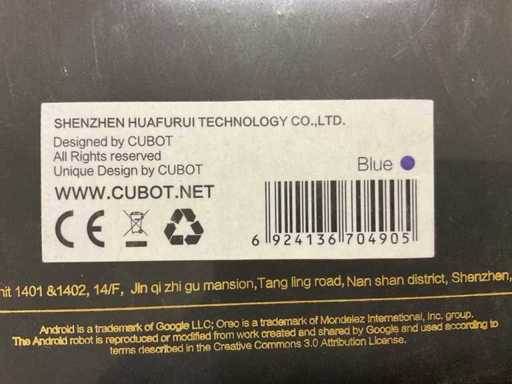 SHENZHEN HUAFURUI TECHNOLOGY CO.,LTD.
Designed by CUBOT
All Rights reserved
Unique Design by CUBOT
Blue
WWW.CUBOT.NET
6 924136 704905
1401 &1402, 14/F, Jin qi zhi gu mansion,Tang ling road, Nan shan district, Shenzhen,
Android is a trademark of Google LLC; Oreo is a trademark of Mondelez International, Inc. group.
The Android robot is reproduced or modified from work created and shared by Google and used according to
terms described in the Creative Commons 3.0 Attribution License.